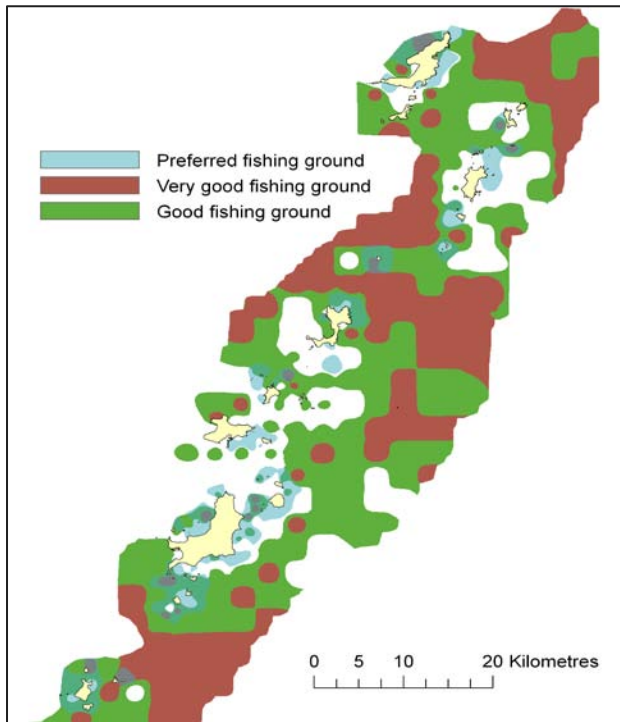 Preferred fishing ground
Very good fishing ground
Good fishing ground
0 5 10 20 Kilometres